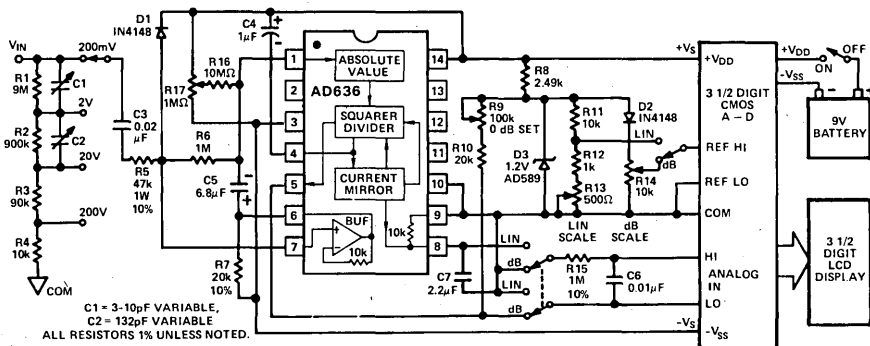 VIN
200mV
R1
9M
C1
2V
R2
900k
C2
20V
R3
90k
200V
R4
10k
COM
C1 = 3-10pF VARIABLE,
C2 = 132pF VARIABLE
ALL RESISTORS 1% UNLESS NOTED.
D1
IN4148
C3
0.02
µF
R5
47k
1W
10%
R17
1MΩ
R16
10MΩ
R6
1M
C4
1µF
+
-
C5
6.8µF
-
+
R7
20k
10%
1
2
3
4
5
6
7
ABSOLUTE
VALUE
AD636
SQUARER
DIVIDER
CURRENT
MIRROR
BUF
+
-
10k
10k
14
13
12
11
10
9
8
C7
2.2µF
R8
2.49k
R9
100k
0 dB SET
R10
20k
D3
1.2V
AD589
R11
10k
R12
1k
R13
500Ω
LIN
SCALE
D2
IN4148
LIN
dB
R14
10k
dB
SCALE
LIN
dB
LIN
dB
R15
1M
10%
C6
0.01µF
+VS
+VDD
3 1/2 DIGIT
CMOS
A – D
REF HI
REF LO
COM
HI
ANALOG
IN
LO
-VS
-VSS
+VDD
-VSS
ON
OFF
9V
BATTERY
3 1/2
DIGIT
LCD
DISPLAY